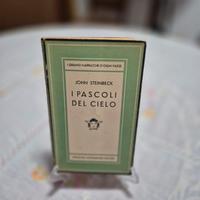 I GRANDI NARRATORI D'OGNI PAESE
JOHN STEINBECK
I PASCOLI
DEL CIELO